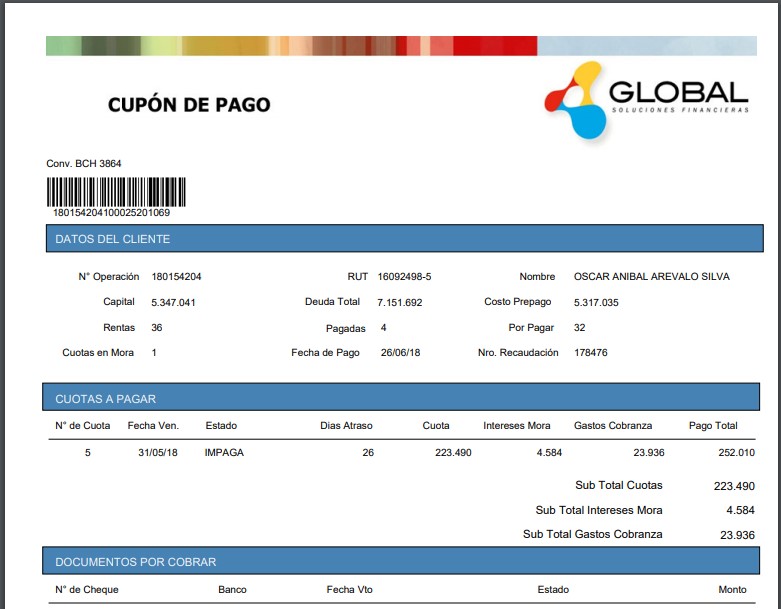 CUPÓN DE PAGO
GLOBAL
SOLUCIONES FINANCIERAS
Conv. BCH 3864
180154204100025201069
DATOS DEL CLIENTE
N° Operación 180154204 RUT 16092498-5 Nombre OSCAR ANIBAL AREVALO SILVA
Capital 5.347.041 Deuda Total 7.151.692 Costo Prepago 5.317.035
Rentas 36 Pagadas 4 Por Pagar 32
Cuotas en Mora 1 Fecha de Pago 26/06/18 Nro. Recaudación 178476
CUOTAS A PAGAR
N° de Cuota Fecha Ven. Estado Dias Atraso Cuota Intereses Mora Gastos Cobranza Pago Total
5 31/05/18 IMPAGA 26 223.490 4.584 23.936 252.010
Sub Total Cuotas 223.490
Sub Total Intereses Mora 4.584
Sub Total Gastos Cobranza 23.936
DOCUMENTOS POR COBRAR
N° de Cheque Banco Fecha Vto Estado Monto